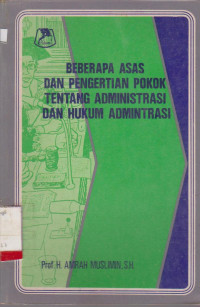 BEBERAPA ASAS
DAN PENGERTIAN POKOK
TENTANG ADMINISTRASI
DAN HUKUM ADMINTRASI
Prof. H. AMRAH MUSLIMIN, S.H.